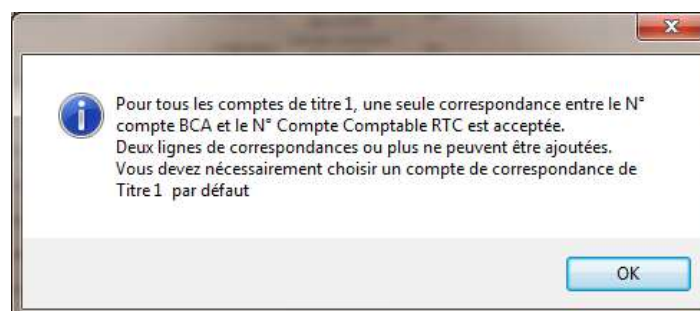 Pour tous les comptes de titre 1, une seule correspondance entre le N°
compte BCA et le N° Compte Comptable RTC est acceptée.
Deux lignes de correspondances ou plus ne peuvent être ajoutées.
Vous devez nécessairement choisir un compte de correspondance de
Titre 1 par défaut
OK